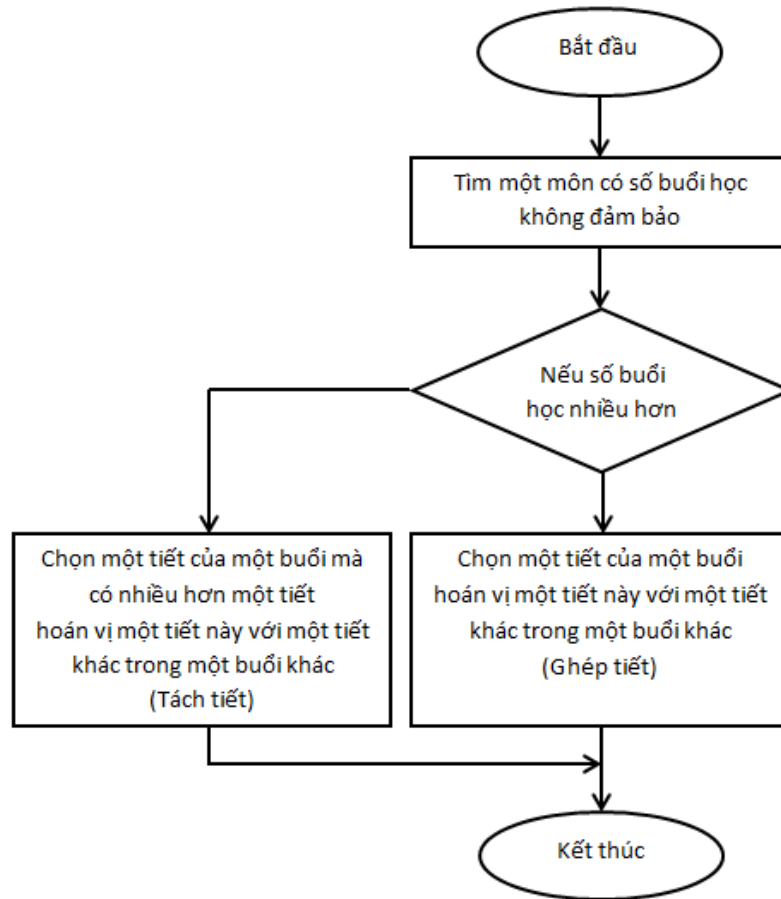 Bắt đầu
Tìm một môn có số buổi học
không đảm bảo
Nếu số buổi
học nhiều hơn
Chọn một tiết của một buổi mà
có nhiều hơn một tiết
hoán vị một tiết này với một tiết
khác trong một buổi khác
(Tách tiết)
Chọn một tiết của một buổi
hoán vị một tiết này với một tiết
khác trong một buổi khác
(Ghép tiết)
Kết thúc